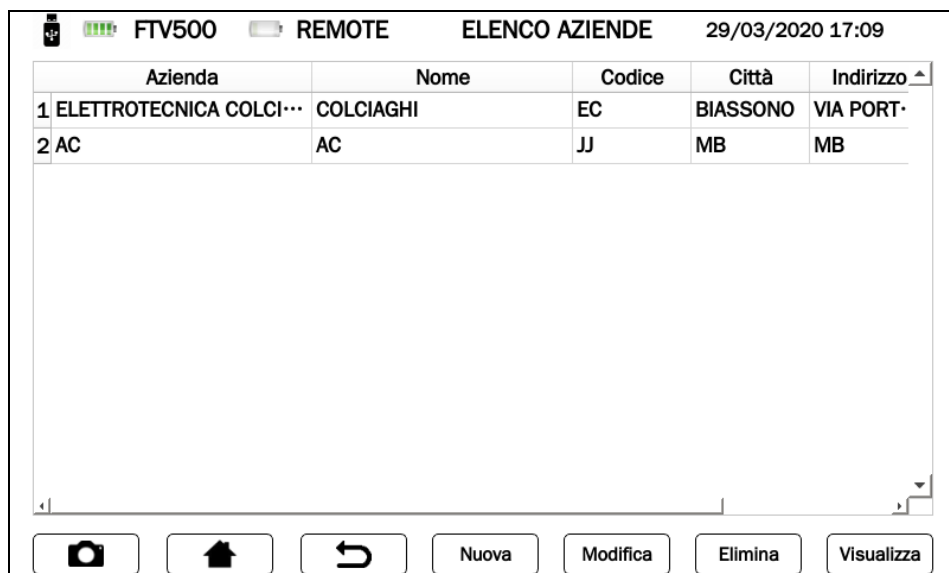 FTV500 REMOTE ELENCO AZIENDE 29/03/2020 17:09
Azienda Nome Codice Città Indirizzo
1 ELETTROTECNICA COLCI··· COLCIAGHI EC BIASSONO VIA PORT·
2 AC AC JJ MB MB
Nuova Modifica Elimina Visualizza